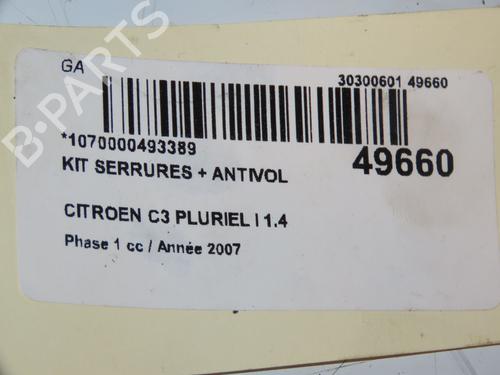 GA
30300601 49660
*1070000493389
49660
KIT SERRURES + ANTIVOL
CITROEN C3 PLURIEL I 1.4
Phase 1 cc / Année 2007
B-PARTS